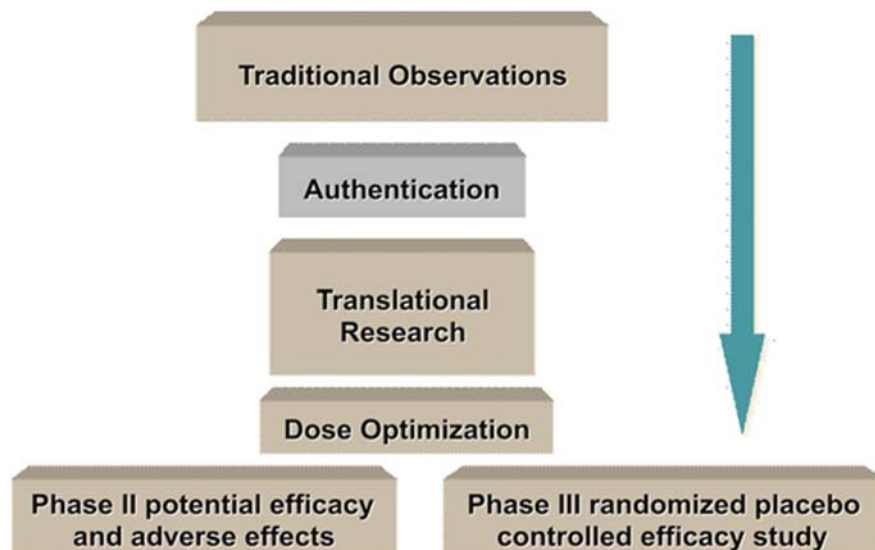 Traditional Observations
Authentication
Translational
Research
Dose Optimization
Phase II potential efficacy
and adverse effects
Phase III randomized placebo
controlled efficacy study